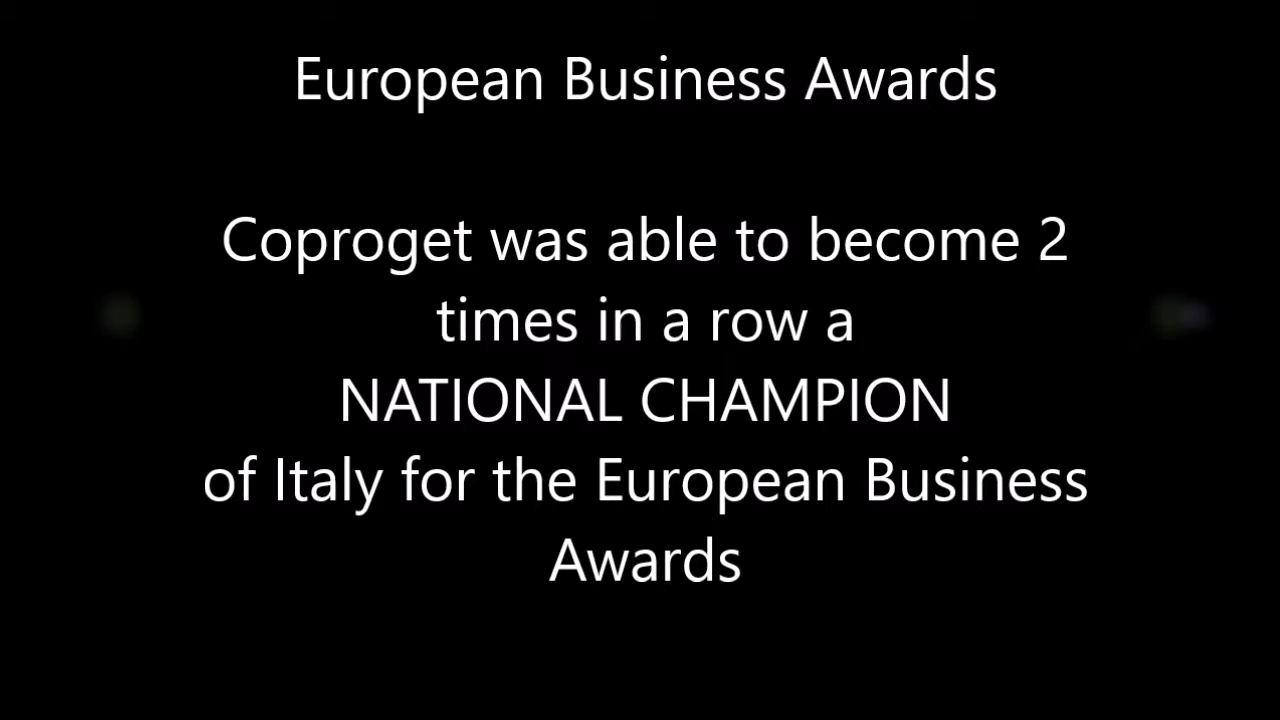 European Business Awards
Coproget was able to become 2
times in a row a
NATIONAL CHAMPION
of Italy for the European Business
Awards